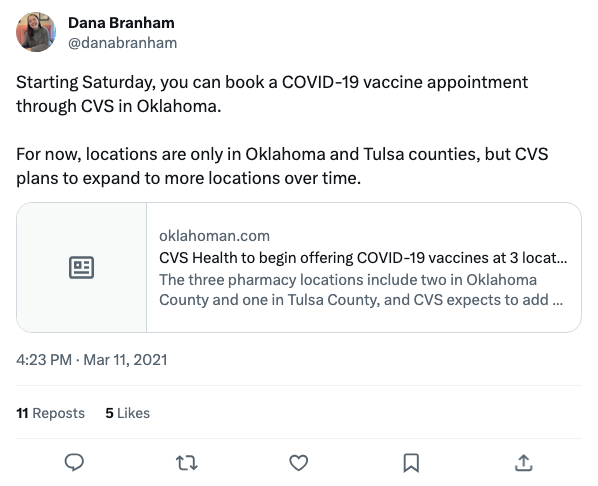 Dana Branham
@danabranham
Starting Saturday, you can book a COVID-19 vaccine appointment
through CVS in Oklahoma.
For now, locations are only in Oklahoma and Tulsa counties, but CVS
plans to expand to more locations over time.
oklahoman.com
CVS Health to begin offering COVID-19 vaccines at 3 locat...
The three pharmacy locations include two in Oklahoma
County and one in Tulsa County, and CVS expects to add ...
4:23 PM · Mar 11, 2021
11 Reposts 5 Likes